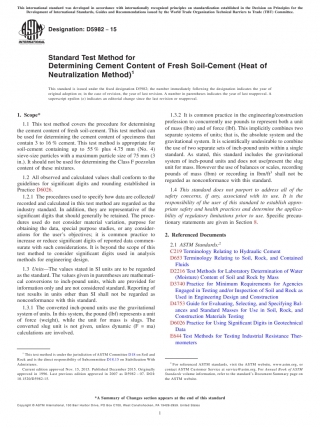 This international standard was developed in accordance with internationally recognized principles on standardization established in the Decision on Principles for the
Development of International Standards, Guides and Recommendations issued by the World Trade Organization Technical Barriers to Trade (TBT) Committee.
Designation: D5982 − 15
Standard Test Method for
Determining Cement Content of Fresh Soil-Cement (Heat of
Neutralization Method)¹
This standard is issued under the fixed designation D5982; the number immediately following the designation indicates the year of
original adoption or, in the case of revision, the year of last revision. A number in parentheses indicates the year of last reapproval. A
superscript epsilon (ε) indicates an editorial change since the last revision or reapproval.
1. Scope*
1.1 This test method covers the procedure for determining
the cement content of fresh soil-cement. This test method can
be used for determining the cement content of specimens that
contain 3 to 16 % cement. This test method is appropriate for
soil-cement containing up to 55 % plus 4.75 mm (No. 4)
sieve-size particles with a maximum particle size of 75 mm (3
in.). It should not be used for determining the Class F pozzolan
content of these mixtures.
1.2 All observed and calculated values shall conform to the
guidelines for significant digits and rounding established in
Practice D6026.
1.2.1 The procedures used to specify how data are collected/
recorded and calculated in this test method are regarded as the
industry standard. In addition, they are representative of the
significant digits that should generally be retained. The proce-
dures used do not consider material variation, purpose for
obtaining the data, special purpose studies, or any consider-
ations for the user's objectives; it is common practice to
increase or reduce significant digits of reported data commen-
surate with such considerations. It is beyond the scope of this
test method to consider significant digits used in analysis
methods for engineering design.
1.3 Units—The values stated in SI units are to be regarded
as the standard. The values given in parentheses are mathemati-
cal conversions to inch-pound units, which are provided for
information only and are not considered standard. Reporting of
test results in units other than SI shall not be regarded as
nonconformance with this standard.
1.3.1 The converted inch-pound units use the gravitational
system of units. In this system, the pound (lbf) represents a unit
of force (weight), while the unit for mass is slugs. The
converted slug unit is not given, unless dynamic (F = ma)
calculations are involved.
1.3.2 It is common practice in the engineering/construction
profession to concurrently use pounds to represent both a unit
of mass (lbm) and of force (lbf). This implicitly combines two
separate systems of units; that is, the absolute system and the
gravitational system. It is scientifically undesirable to combine
the use of two separate sets of inch-pound units within a single
standard. As stated, this standard includes the gravitational
system of inch-pound units and does not use/present the slug
unit for mass. However, the use of balances or scales, recording
pounds of mass (lbm) or recording to lbm/ft³ shall not be
regarded as nonconformance with this standard.
1.4 This standard does not purport to address all of the
safety concerns, if any, associated with its use. It is the
responsibility of the user of this standard to establish appro-
priate safety and health practices and determine the applica-
bility of regulatory limitations prior to use. Specific precau-
tionary statements are given in Section 8.
2. Referenced Documents
2.1 ASTM Standards:²
C219 Terminology Relating to Hydraulic Cement
D653 Terminology Relating to Soil, Rock, and Contained
Fluids
D2216 Test Methods for Laboratory Determination of Water
(Moisture) Content of Soil and Rock by Mass
D3740 Practice for Minimum Requirements for Agencies
Engaged in Testing and/or Inspection of Soil and Rock as
Used in Engineering Design and Construction
D4753 Guide for Evaluating, Selecting, and Specifying Bal-
ances and Standard Masses for Use in Soil, Rock, and
Construction Materials Testing
D6026 Practice for Using Significant Digits in Geotechnical
Data
E644 Test Methods for Testing Industrial Resistance Ther-
mometers
¹ This test method is under the jurisdiction of ASTM Committee D18 on Soil and
Rock and is the direct responsibility of Subcommittee D18.15 on Stabilization With
Admixtures.
Current edition approved Nov. 15, 2015. Published December 2015. Originally
² For referenced ASTM standards, visit the ASTM website, www.astm.org, or
contact ASTM Customer Service at service@astm.org. For Annual Book of ASTM
Standards volume information, refer to the standard's Document Summary page on
the ASTM website.
*A Summary of Changes section appears at the end of this standard
Copyright © ASTM International, 100 Barr Harbor Drive, PO Box C700, West Conshohocken, PA 19428-2959. United States
1